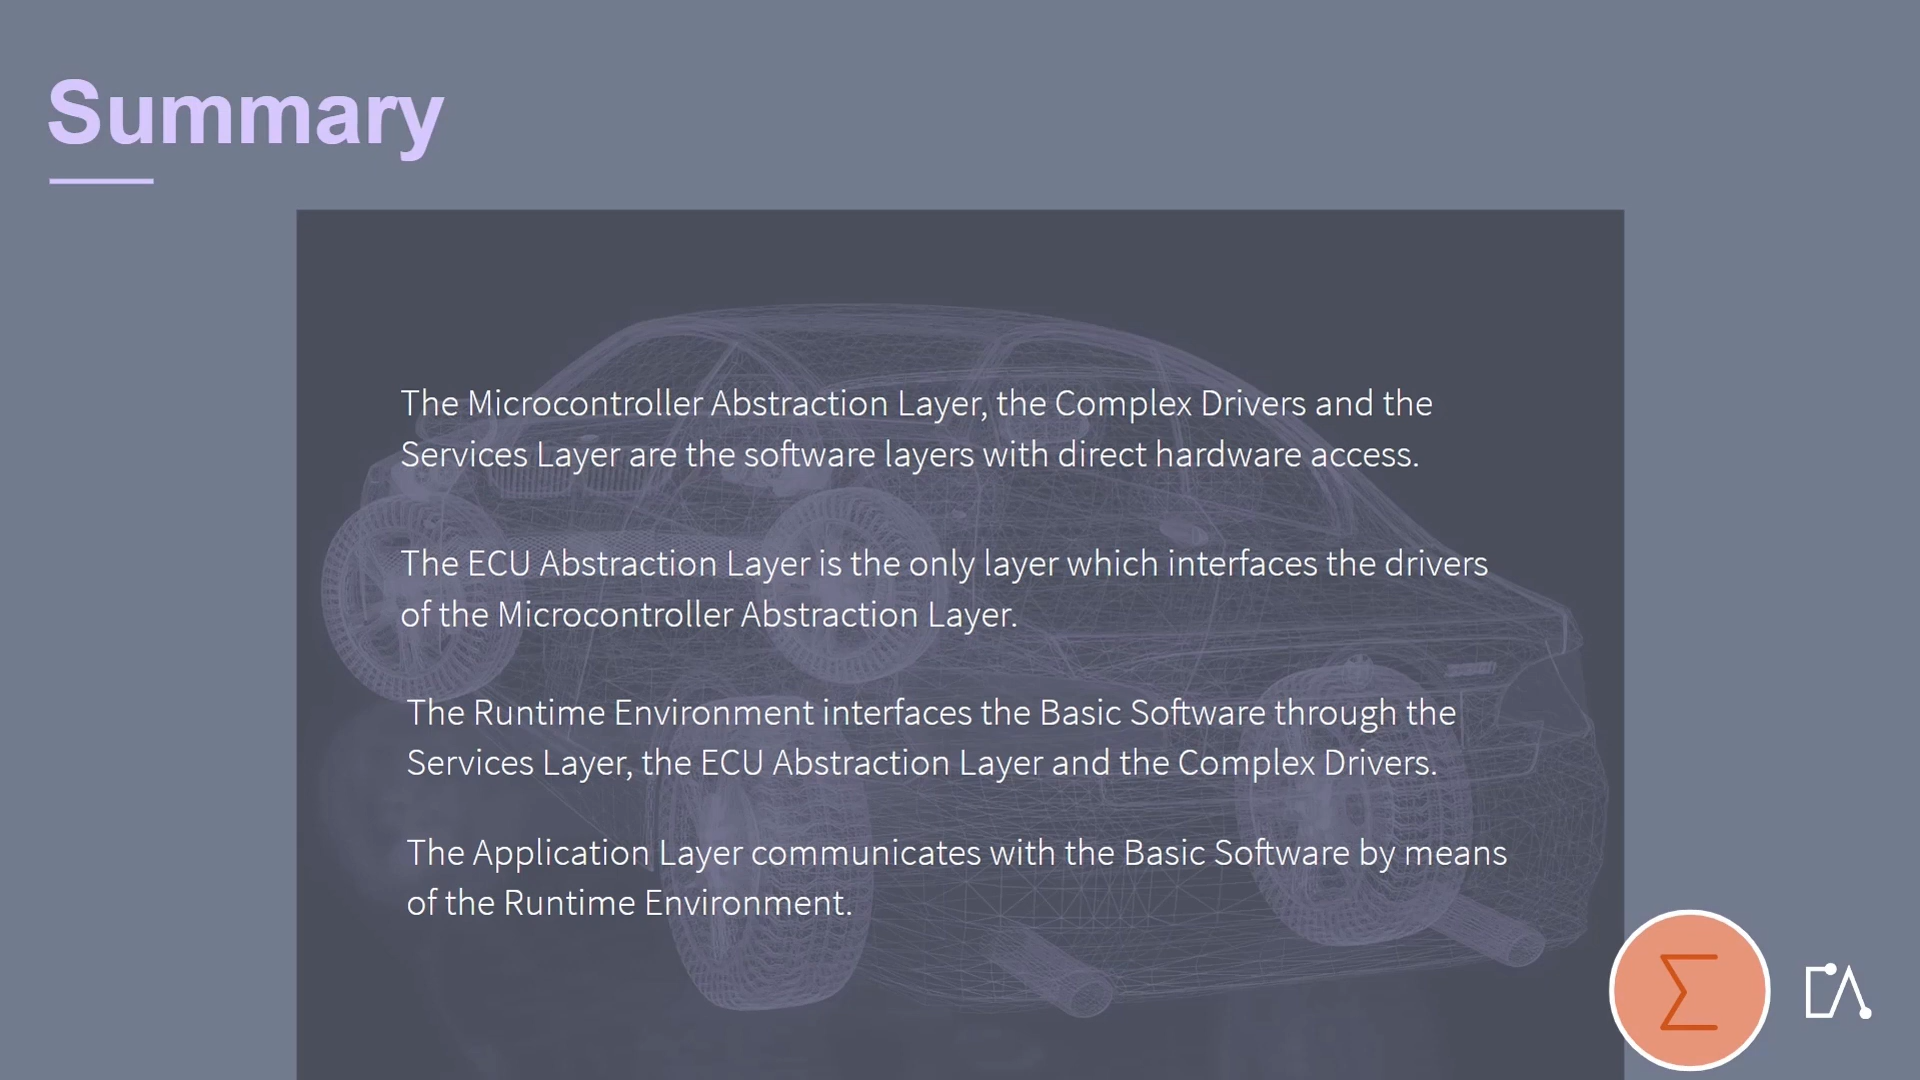 Summary
The Microcontroller Abstraction Layer, the Complex Drivers and the
Services Layer are the software layers with direct hardware access.
The ECU Abstraction Layer is the only layer which interfaces the drivers
of the Microcontroller Abstraction Layer.
The Runtime Environment interfaces the Basic Software through the
Services Layer, the ECU Abstraction Layer and the Complex Drivers.
The Application Layer communicates with the Basic Software by means
of the Runtime Environment.
Σ